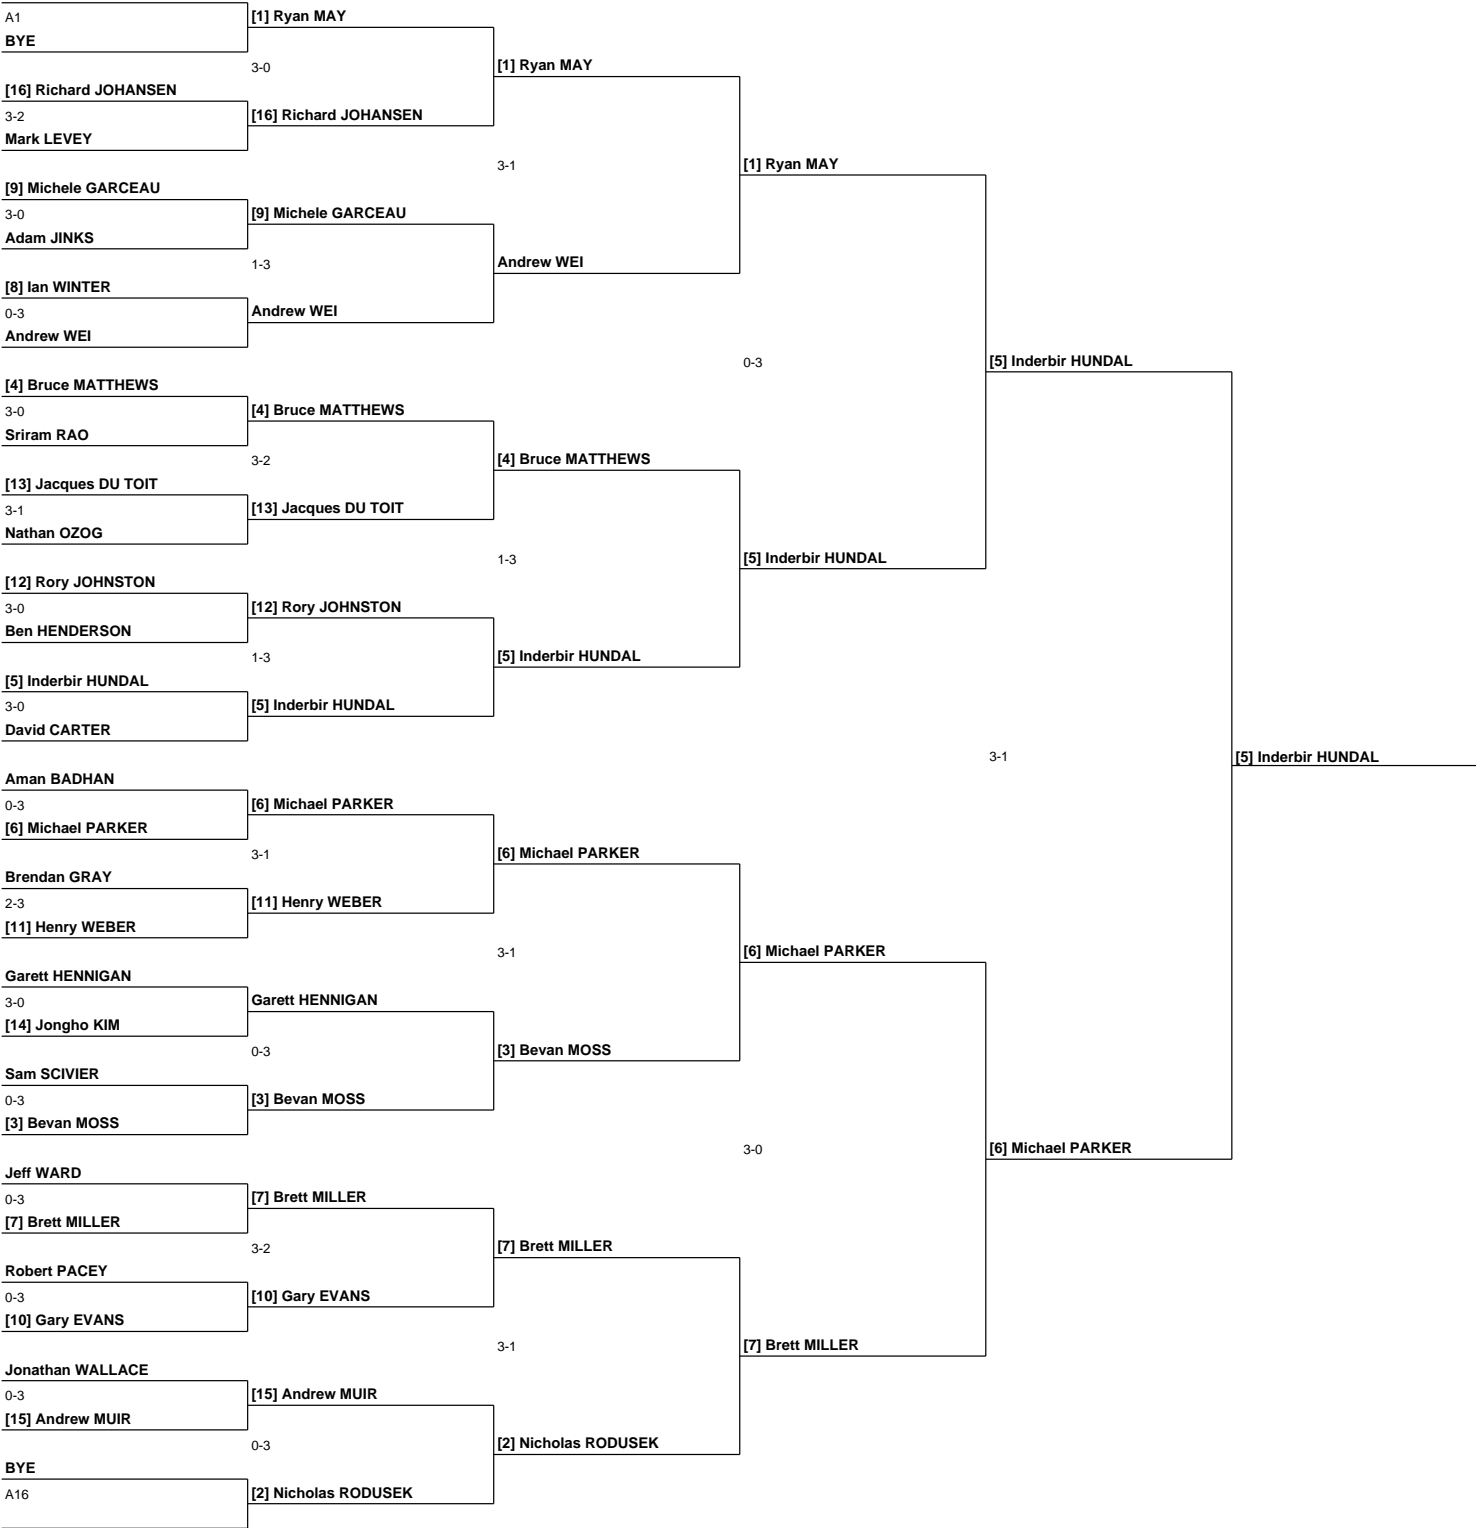 A1
BYE
[16] Richard JOHANSEN
3-2
Mark LEVEY
[9] Michele GARCEAU
3-0
Adam JINKS
[8] Ian WINTER
0-3
Andrew WEI
[4] Bruce MATTHEWS
3-0
Sriram RAO
[13] Jacques DU TOIT
3-1
Nathan OZOG
[12] Rory JOHNSTON
3-0
Ben HENDERSON
[5] Inderbir HUNDAL
3-0
David CARTER
Aman BADHAN
0-3
[6] Michael PARKER
Brendan GRAY
2-3
[11] Henry WEBER
Garett HENNIGAN
3-0
[14] Jongho KIM
Sam SCIVIER
0-3
[3] Bevan MOSS
Jeff WARD
0-3
[7] Brett MILLER
Robert PACEY
0-3
[10] Gary EVANS
Jonathan WALLACE
0-3
[15] Andrew MUIR
BYE
A16
[1] Ryan MAY
3-0
[16] Richard JOHANSEN
[9] Michele GARCEAU
1-3
Andrew WEI
[4] Bruce MATTHEWS
3-2
[13] Jacques DU TOIT
[12] Rory JOHNSTON
1-3
[5] Inderbir HUNDAL
[6] Michael PARKER
3-1
[11] Henry WEBER
Garett HENNIGAN
0-3
[3] Bevan MOSS
[7] Brett MILLER
3-2
[10] Gary EVANS
[15] Andrew MUIR
0-3
[2] Nicholas RODUSEK
[1] Ryan MAY
3-1
Andrew WEI
[4] Bruce MATTHEWS
1-3
[5] Inderbir HUNDAL
[6] Michael PARKER
3-1
[3] Bevan MOSS
[7] Brett MILLER
3-1
[2] Nicholas RODUSEK
[1] Ryan MAY
0-3
[5] Inderbir HUNDAL
[6] Michael PARKER
3-0
[7] Brett MILLER
[5] Inderbir HUNDAL
3-1
[6] Michael PARKER
[5] Inderbir HUNDAL